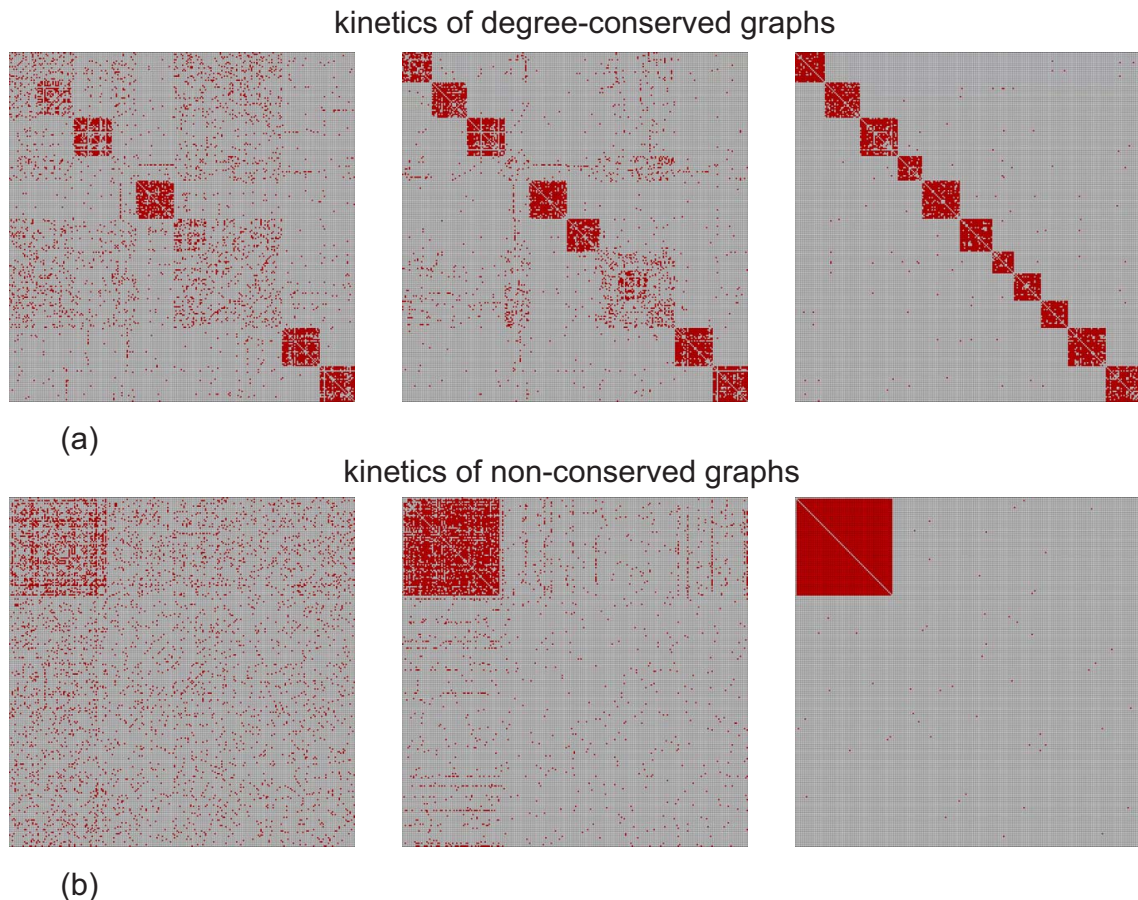 kinetics of degree-conserved graphs
(a)
kinetics of non-conserved graphs
(b)